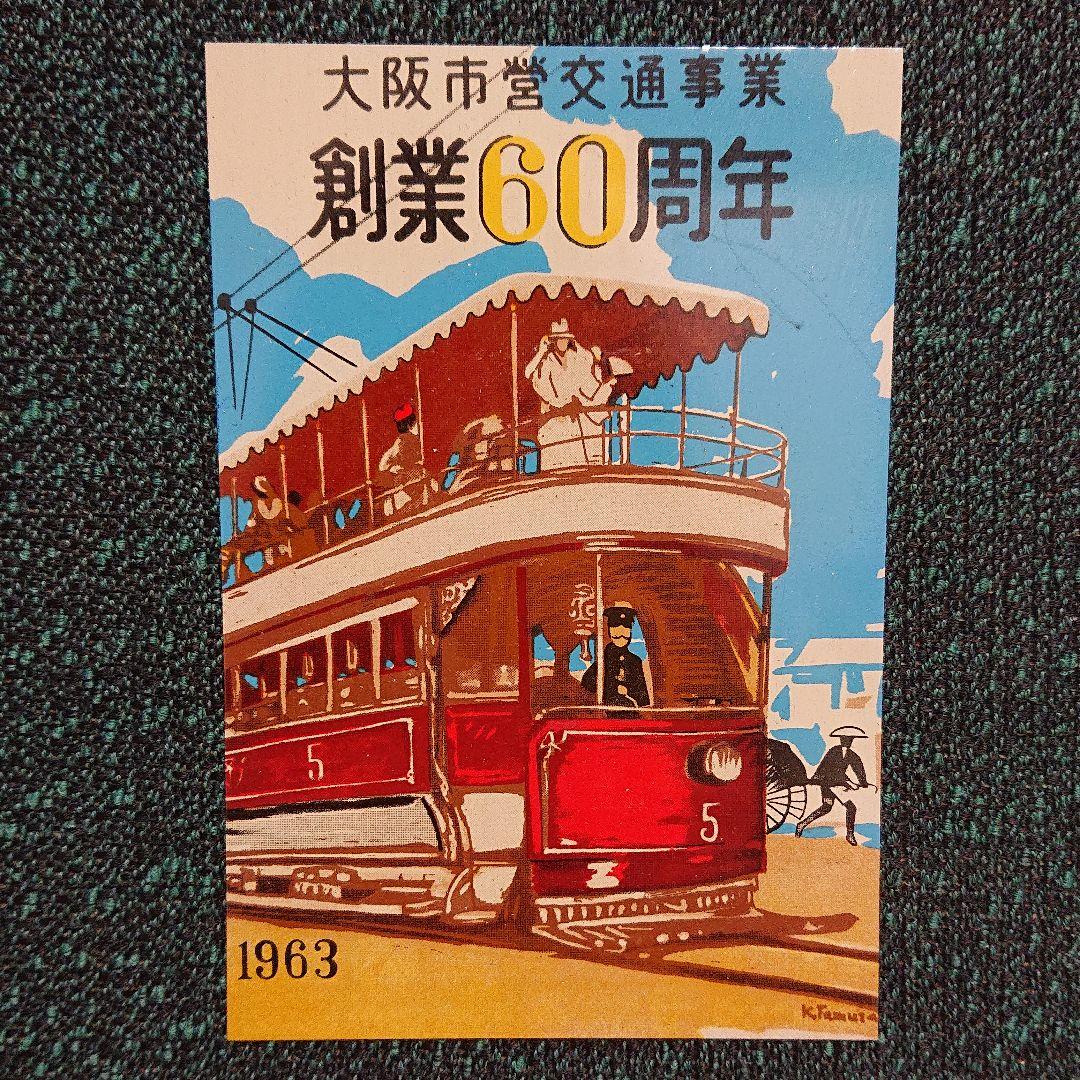 大阪市営交通事業
創業60周年
5
5
1963
K.Tamura